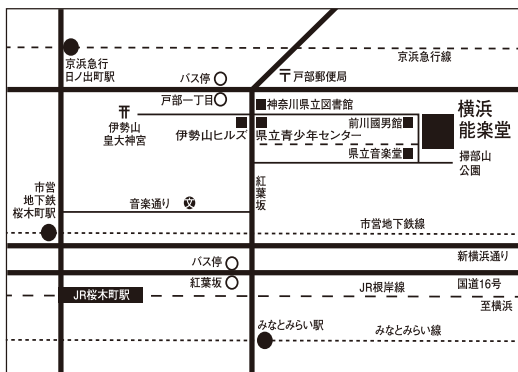 京浜急行線
京浜急行
日ノ出町駅
バス停
戸部郵便局
戸部一丁目
神奈川県立図書館
横浜
能楽堂
伊勢山
皇大神宮
伊勢山ヒルズ
県立青少年センター
前川國男館
県立音楽堂
掃部山
公園
紅葉坂
市営
地下鉄
桜木町駅
音楽通り
市営地下鉄線
新横浜通り
バス停
紅葉坂
JR根岸線
国道16号
JR桜木町駅
至横浜
みなとみらい駅
みなとみらい線